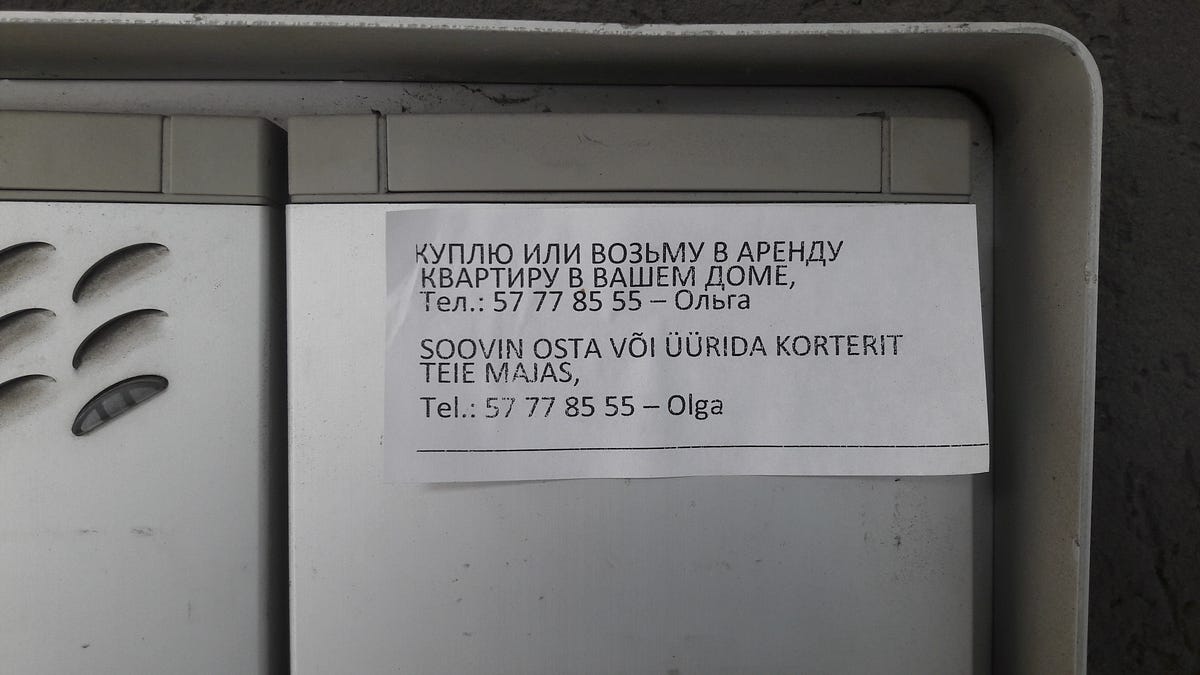 КУПЛЮ ИЛИ ВОЗЬМУ В АРЕНДУ
КВАРТИРУ В ВАШЕМ ДОМЕ,
Тел.: 57 77 85 55 – Ольга
SOOVIN OSTA VÕI ÜÜRIDA KORTERIT
TEIE MAJAS,
Tel.: 57 77 85 55 – Olga